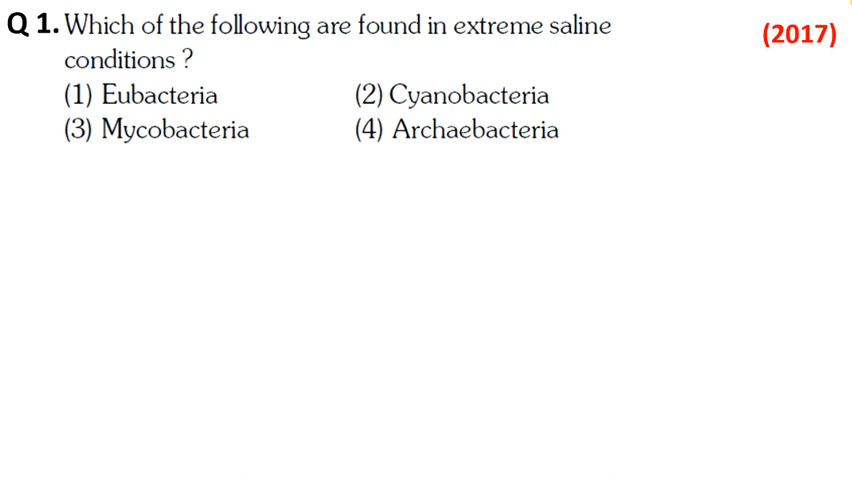 Q 1. Which of the following are found in extreme saline (2017)
conditions ?
(1) Eubacteria (2) Cyanobacteria
(3) Mycobacteria (4) Archaebacteria